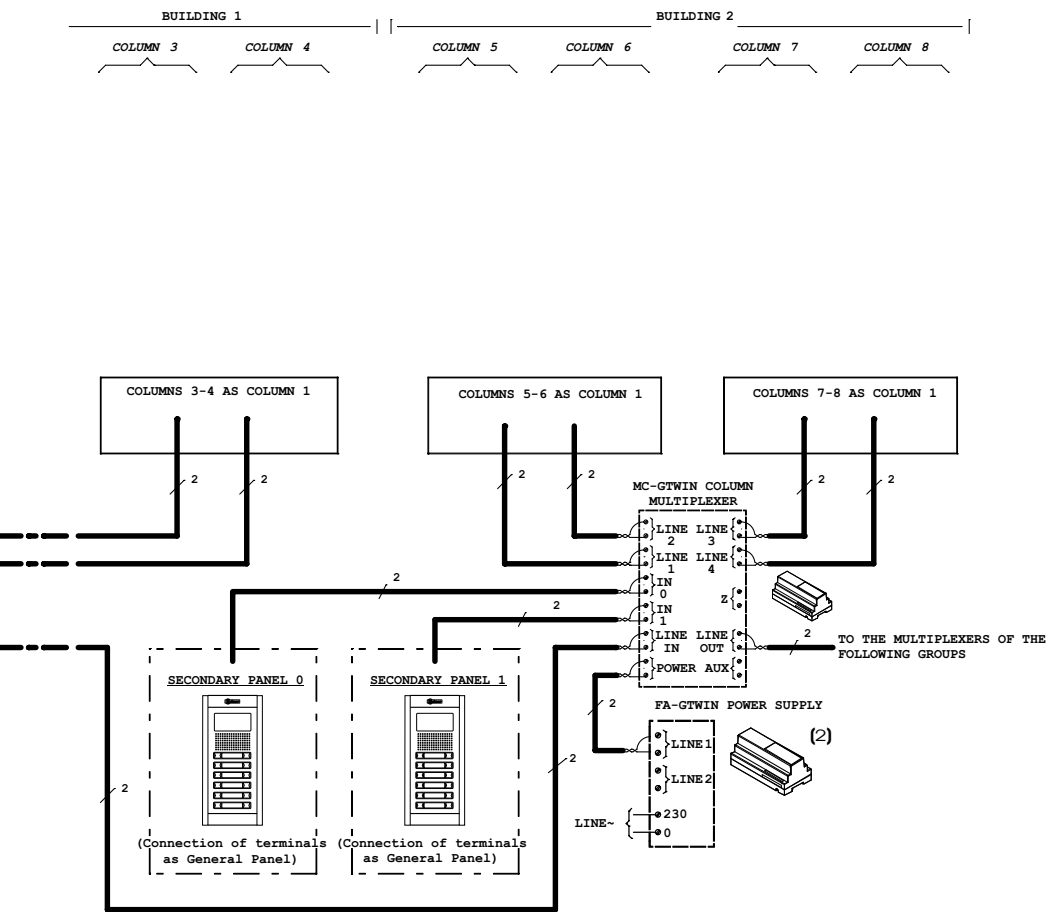 BUILDING 1
BUILDING 2
COLUMN 3
COLUMN 4
COLUMN 5
COLUMN 6
COLUMN 7
COLUMN 8
COLUMNS 3-4 AS COLUMN 1
COLUMNS 5-6 AS COLUMN 1
COLUMNS 7-8 AS COLUMN 1
2
2
2
2
2
2
MC-GTWIN COLUMN
MULTIPLEXER
LINE
2
LINE
3
LINE
1
LINE
4
IN
0
Z
IN
1
LINE
IN
LINE
OUT
POWER
AUX
2
2
2
TO THE MULTIPLEXERS OF THE
FOLLOWING GROUPS
SECONDARY PANEL 0
SECONDARY PANEL 1
2
FA-GTWIN POWER SUPPLY
(2)
LINE1
LINE2
LINE~
230
0
2
2
(Connection of terminals
as General Panel)
(Connection of terminals
as General Panel)